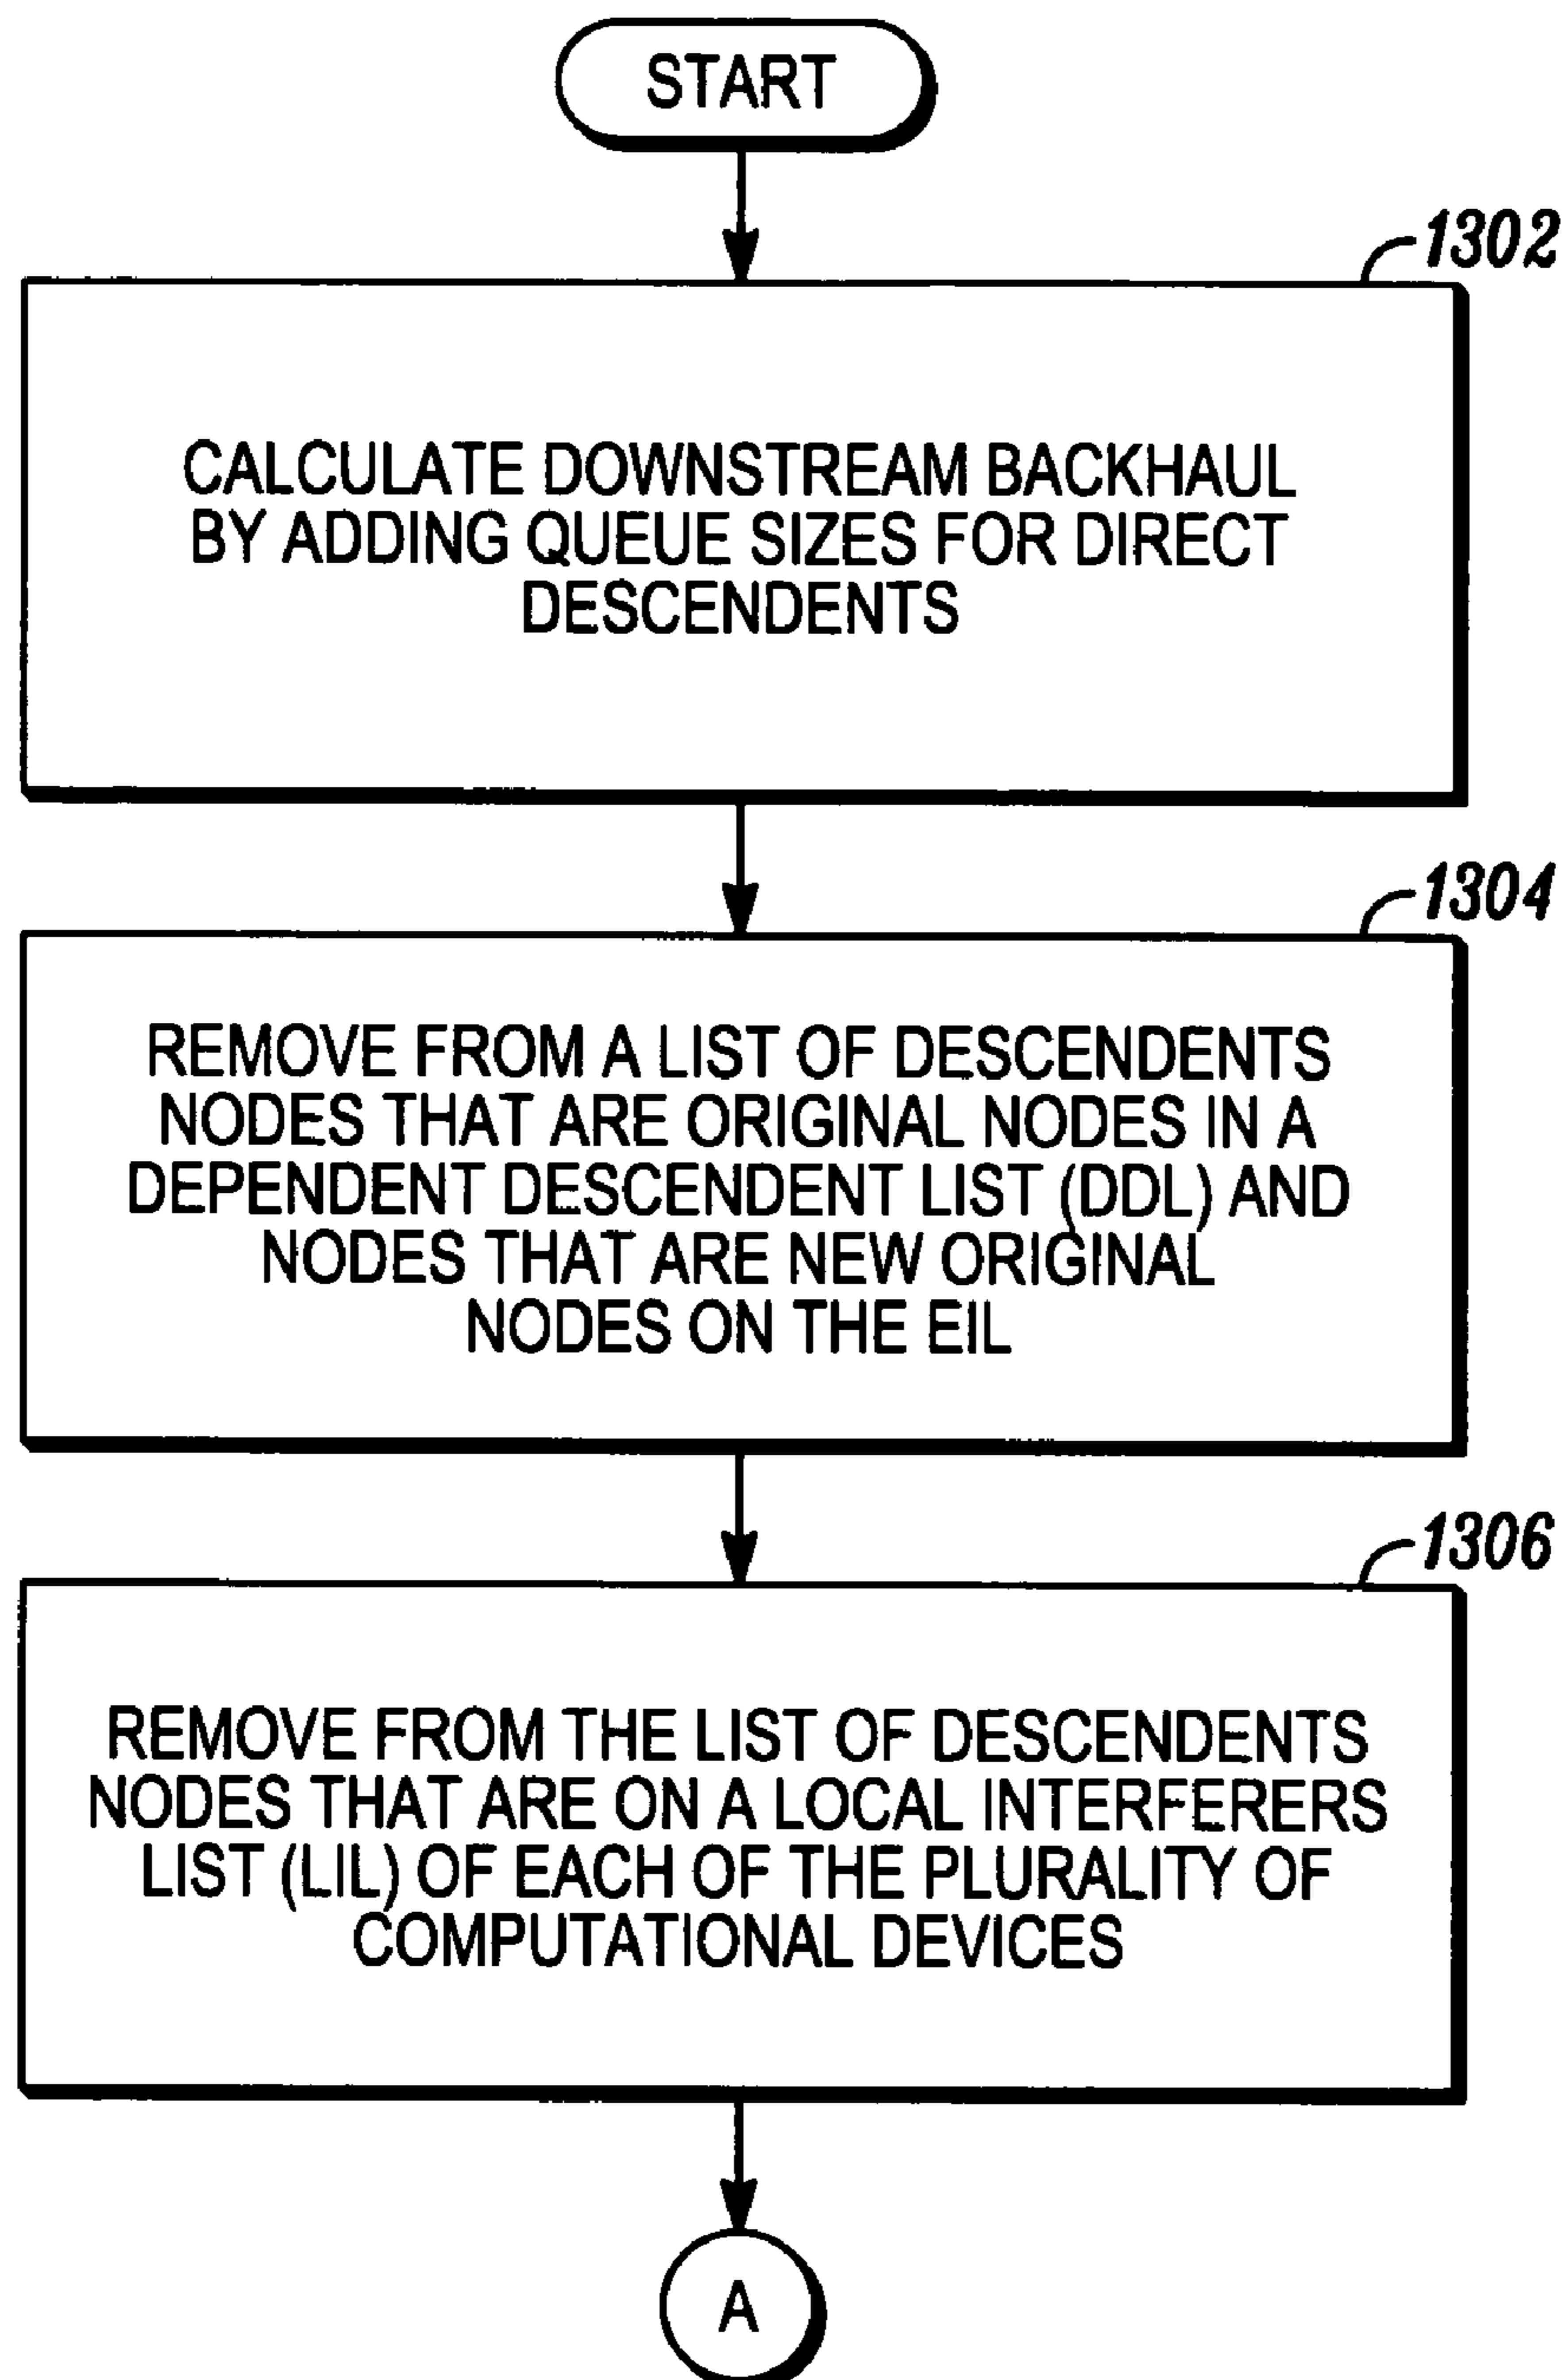 START
1302
CALCULATE DOWNSTREAM BACKHAUL
BY ADDING QUEUE SIZES FOR DIRECT
DESCENDENTS
1304
REMOVE FROM A LIST OF DESCENDENTS
NODES THAT ARE ORIGINAL NODES IN A
DEPENDENT DESCENDENT LIST (DDL) AND
NODES THAT ARE NEW ORIGINAL
NODES ON THE EIL
1306
REMOVE FROM THE LIST OF DESCENDENTS
NODES THAT ARE ON A LOCAL INTERFERERS
LIST (LIL) OF EACH OF THE PLURALITY OF
COMPUTATIONAL DEVICES
A